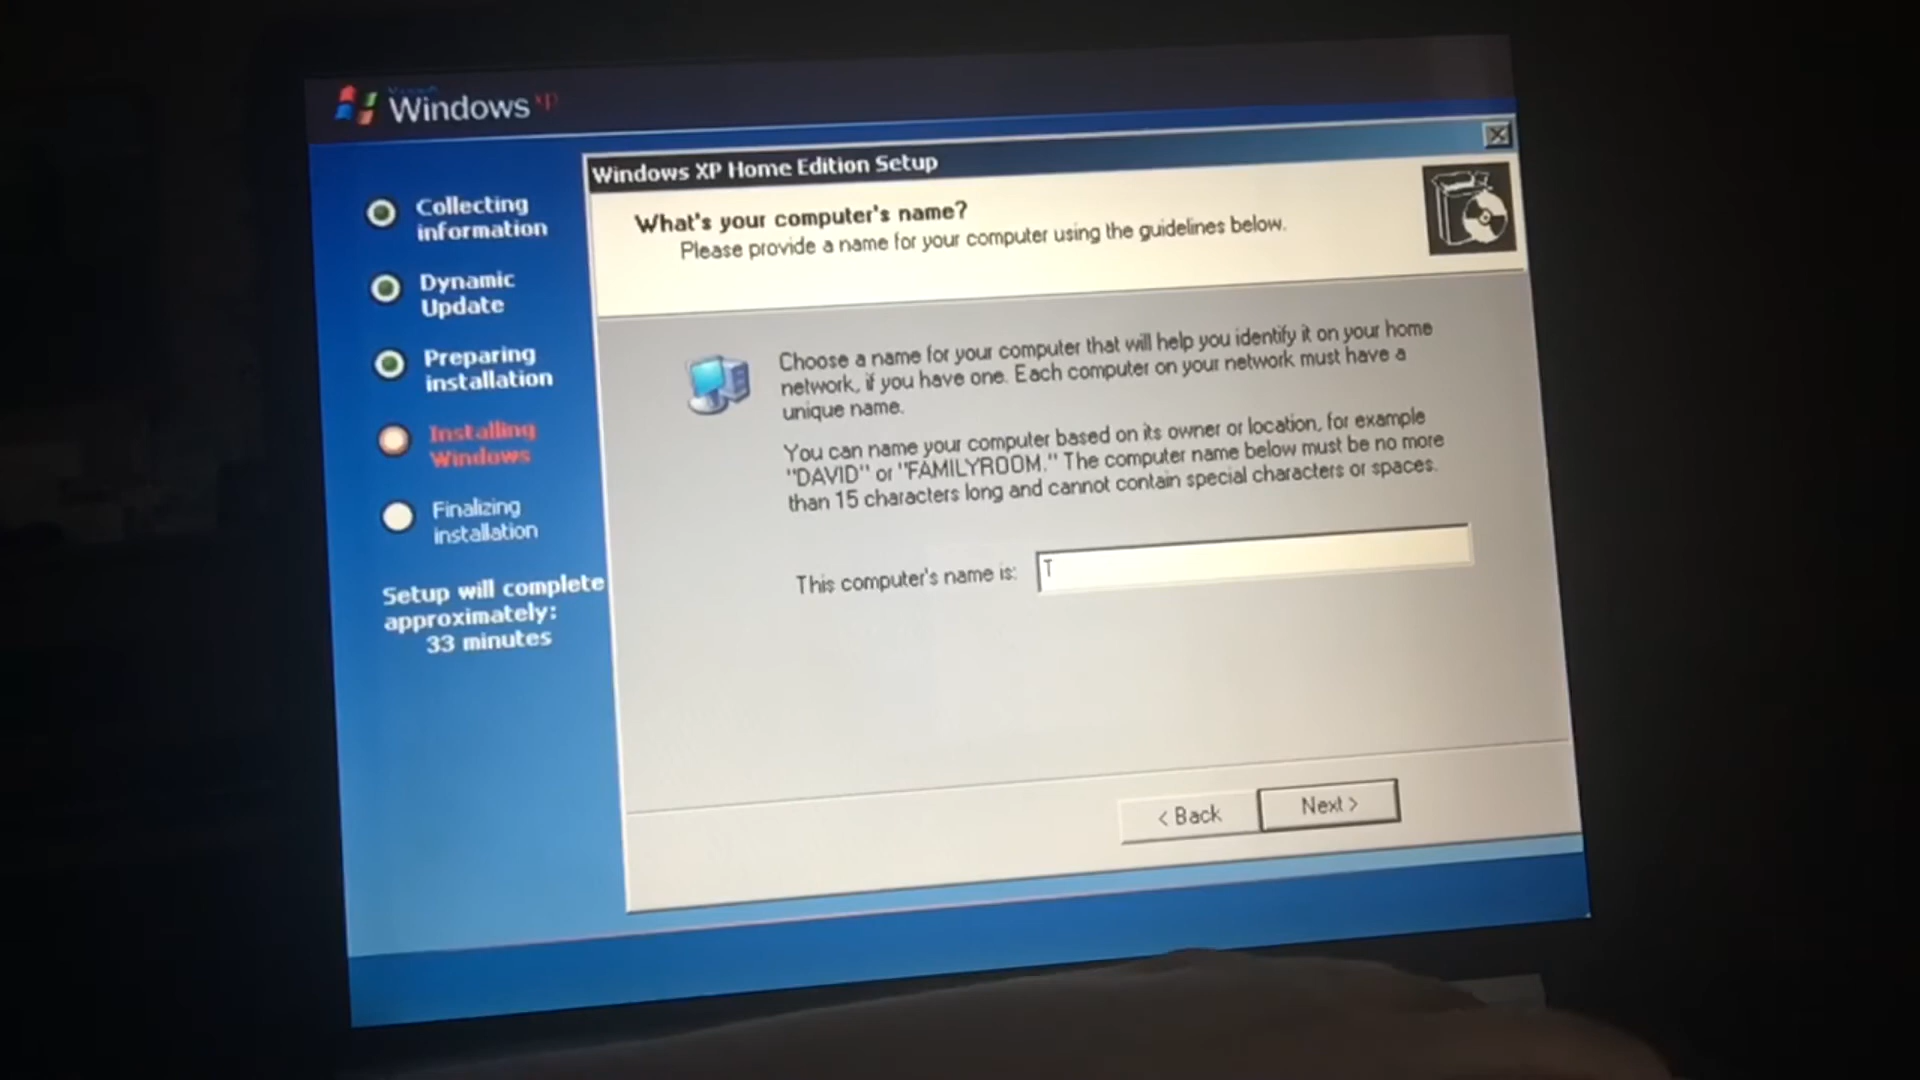 Microsoft
Windows xp
Collecting
information
Dynamic
Update
Preparing
installation
Installing
Windows
Finalizing
installation
Setup will complete
approximately:
33 minutes
Windows XP Home Edition Setup
What's your computer's name?
Please provide a name for your computer using the guidelines below.
Choose a name for your computer that will help you identify it on your home
network, if you have one. Each computer on your network must have a
unique name.
You can name your computer based on its owner or location, for example
"DAVID" or "FAMILYROOM." The computer name below must be no more
than 15 characters long and cannot contain special characters or spaces.
This computer's name is:
T
< Back
Next >